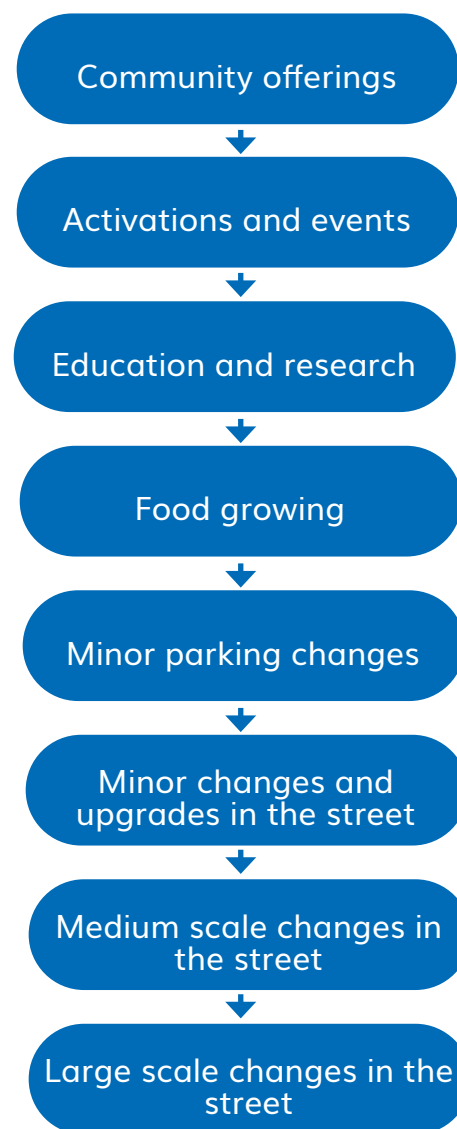 Community offerings
Activations and events
Education and research
Food growing
Minor parking changes
Minor changes and
upgrades in the street
Medium scale changes in
the street
Large scale changes in the
street